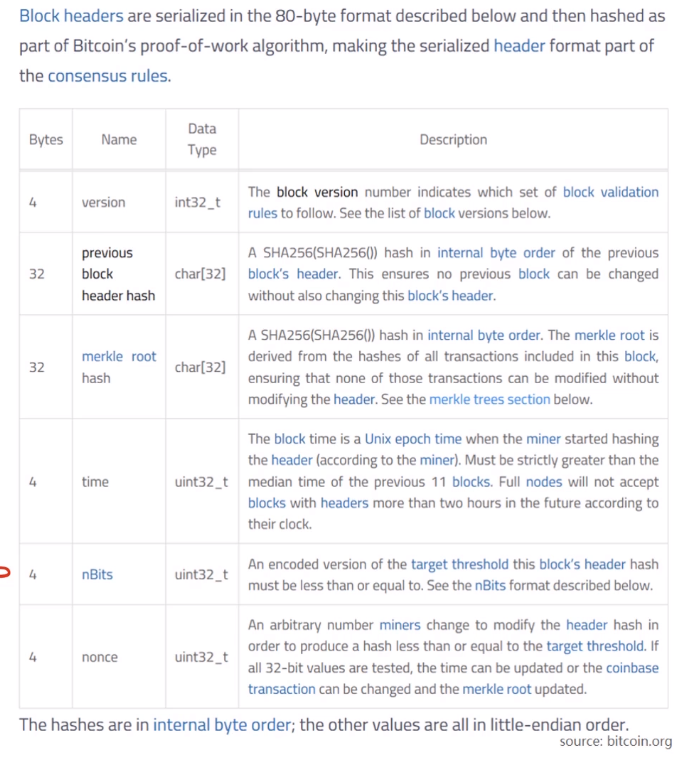 Block headers are serialized in the 80-byte format described below and then hashed as
part of Bitcoin's proof-of-work algorithm, making the serialized header format part of
the consensus rules.
Bytes Name Data Type Description
4 version int32_t The block version number indicates which set of block validation
rules to follow. See the list of block versions below.
32 previous block header hash char[32] A SHA256(SHA256()) hash in internal byte order of the previous
block's header. This ensures no previous block can be changed
without also changing this block's header.
32 merkle root hash char[32] A SHA256(SHA256()) hash in internal byte order. The merkle root is
derived from the hashes of all transactions included in this block,
ensuring that none of those transactions can be modified without
modifying the header. See the merkle trees section below.
4 time uint32_t The block time is a Unix epoch time when the miner started hashing
the header (according to the miner). Must be strictly greater than the
median time of the previous 11 blocks. Full nodes will not accept
blocks with headers more than two hours in the future according to
their clock.
4 nBits uint32_t An encoded version of the target threshold this block's header hash
must be less than or equal to. See the nBits format described below.
4 nonce uint32_t An arbitrary number miners change to modify the header hash in
order to produce a hash less than or equal to the target threshold. If
all 32-bit values are tested, the time can be updated or the coinbase
transaction can be changed and the merkle root updated.
The hashes are in internal byte order; the other values are all in little-endian order.
source: bitcoin.org